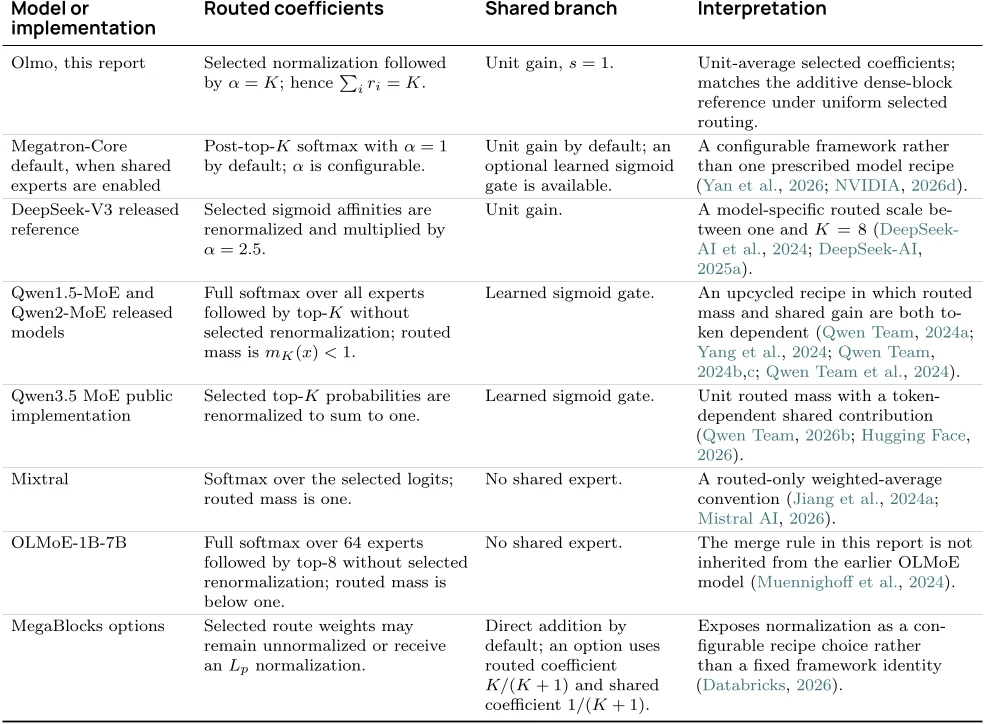 Model or implementation | Routed coefficients | Shared branch | Interpretation
Olmo, this report
Selected normalization followed
by α = K; hence ∑ᵢ rᵢ = K.
Unit gain, s = 1.
Unit-average selected coefficients;
matches the additive dense-block
reference under uniform selected
routing.
Megatron-Core
default, when shared
experts are enabled
Post-top-K softmax with α = 1
by default; α is configurable.
Unit gain by default; an
optional learned sigmoid
gate is available.
A configurable framework rather
than one prescribed model recipe
(Yan et al., 2026; NVIDIA, 2026d).
DeepSeek-V3 released
reference
Selected sigmoid affinities are
renormalized and multiplied by
α = 2.5.
Unit gain.
A model-specific routed scale be-
tween one and K = 8 (DeepSeek-
AI et al., 2024; DeepSeek-AI,
2025a).
Qwen1.5-MoE and
Qwen2-MoE released
models
Full softmax over all experts
followed by top-K without
selected renormalization; routed
mass is m_K(x) < 1.
Learned sigmoid gate.
An upcycled recipe in which routed
mass and shared gain are both to-
ken dependent (Qwen Team, 2024a;
Yang et al., 2024; Qwen Team,
2024b,c; Qwen Team et al., 2024).
Qwen3.5 MoE public
implementation
Selected top-K probabilities are
renormalized to sum to one.
Learned sigmoid gate.
Unit routed mass with a token-
dependent shared contribution
(Qwen Team, 2026b; Hugging Face,
2026).
Mixtral
Softmax over the selected logits;
routed mass is one.
No shared expert.
A routed-only weighted-average
convention (Jiang et al., 2024a;
Mistral AI, 2026).
OLMoE-1B-7B
Full softmax over 64 experts
followed by top-8 without selected
renormalization; routed mass is
below one.
No shared expert.
The merge rule in this report is not
inherited from the earlier OLMoE
model (Muennighoff et al., 2024).
MegaBlocks options
Selected route weights may
remain unnormalized or receive
an L_p normalization.
Direct addition by
default; an option uses
routed coefficient
K/(K + 1) and shared
coefficient 1/(K + 1).
Exposes normalization as a con-
figurable recipe choice rather
than a fixed framework identity
(Databricks, 2026).